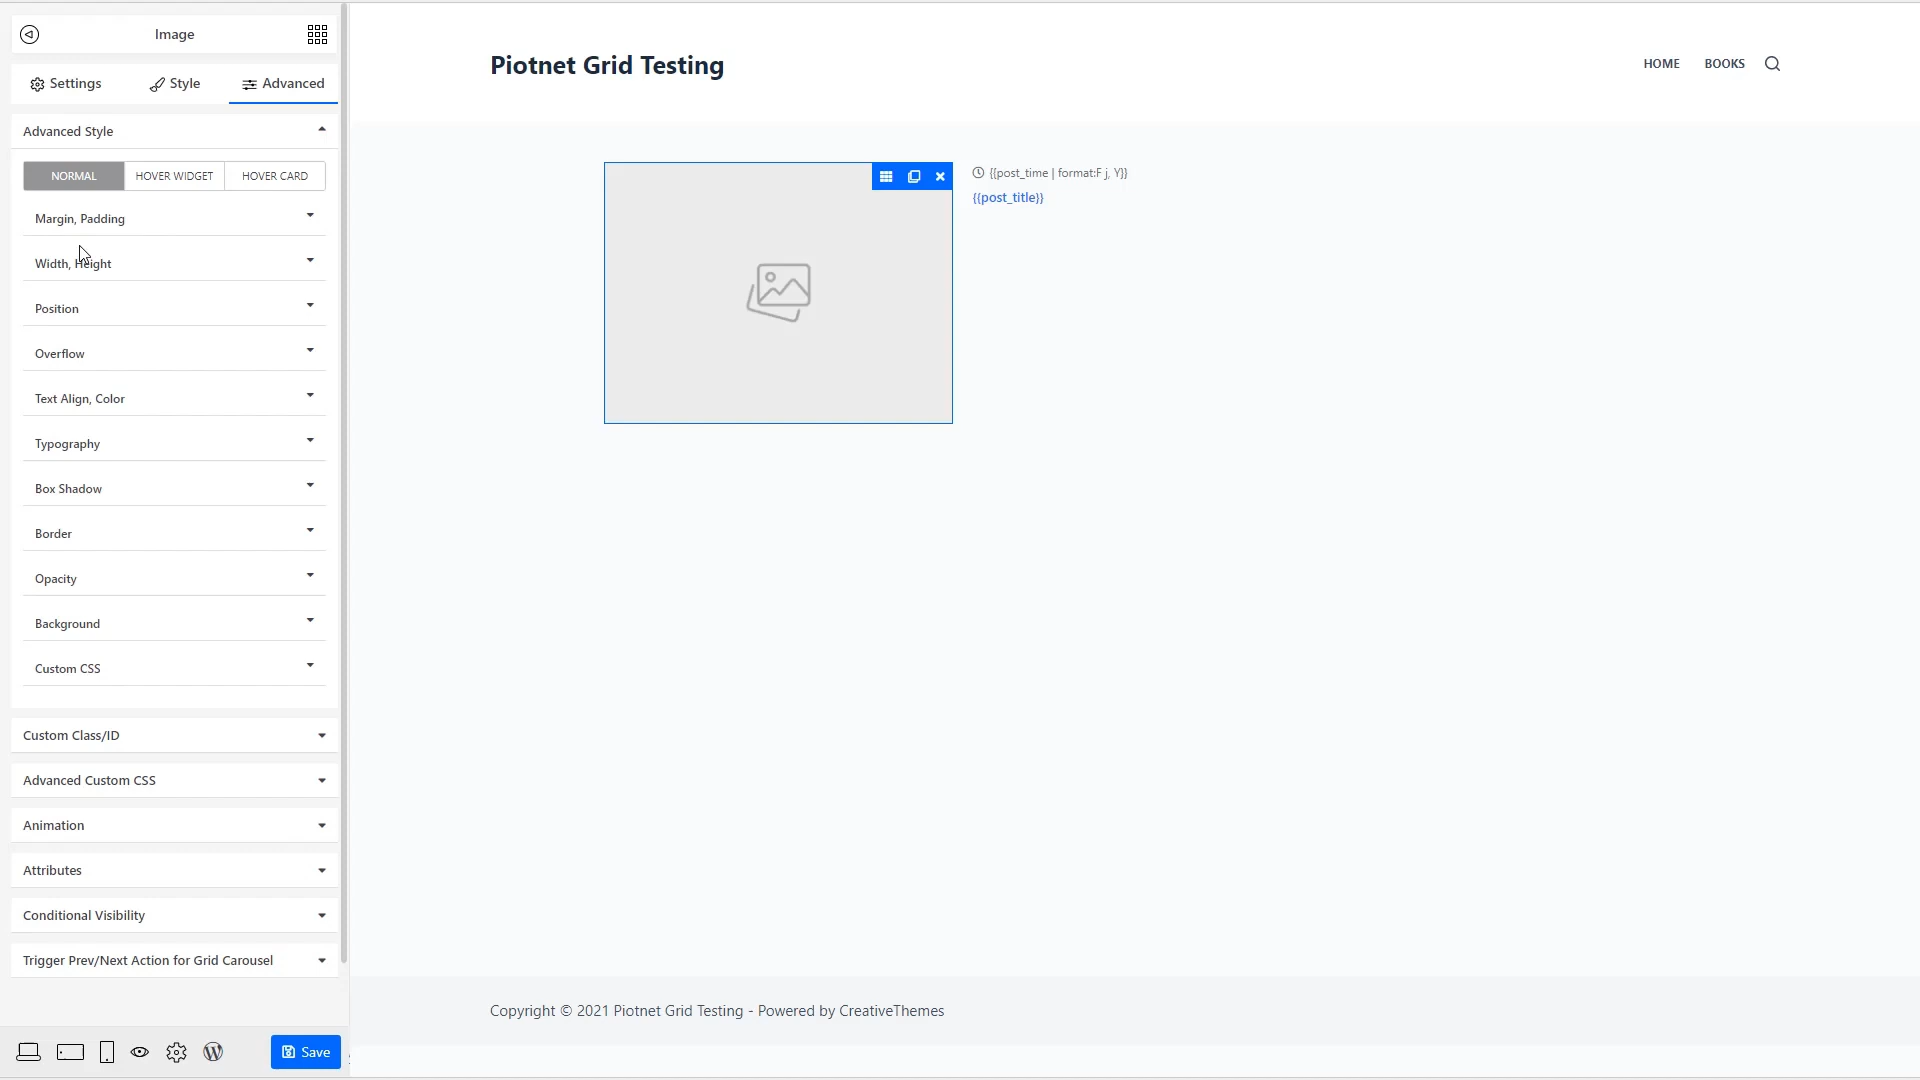 Image
Settings
Style
Advanced
Advanced Style
NORMAL
HOVER WIDGET
HOVER CARD
Margin, Padding
Width, Height
Position
Overflow
Text Align, Color
Typography
Box Shadow
Border
Opacity
Background
Custom CSS
Custom Class/ID
Advanced Custom CSS
Animation
Attributes
Conditional Visibility
Trigger Prev/Next Action for Grid Carousel
Save
Piotnet Grid Testing
HOME
BOOKS
{{post_time | format:F j, Y}}
{{post_title}}
Copyright © 2021 Piotnet Grid Testing - Powered by CreativeThemes